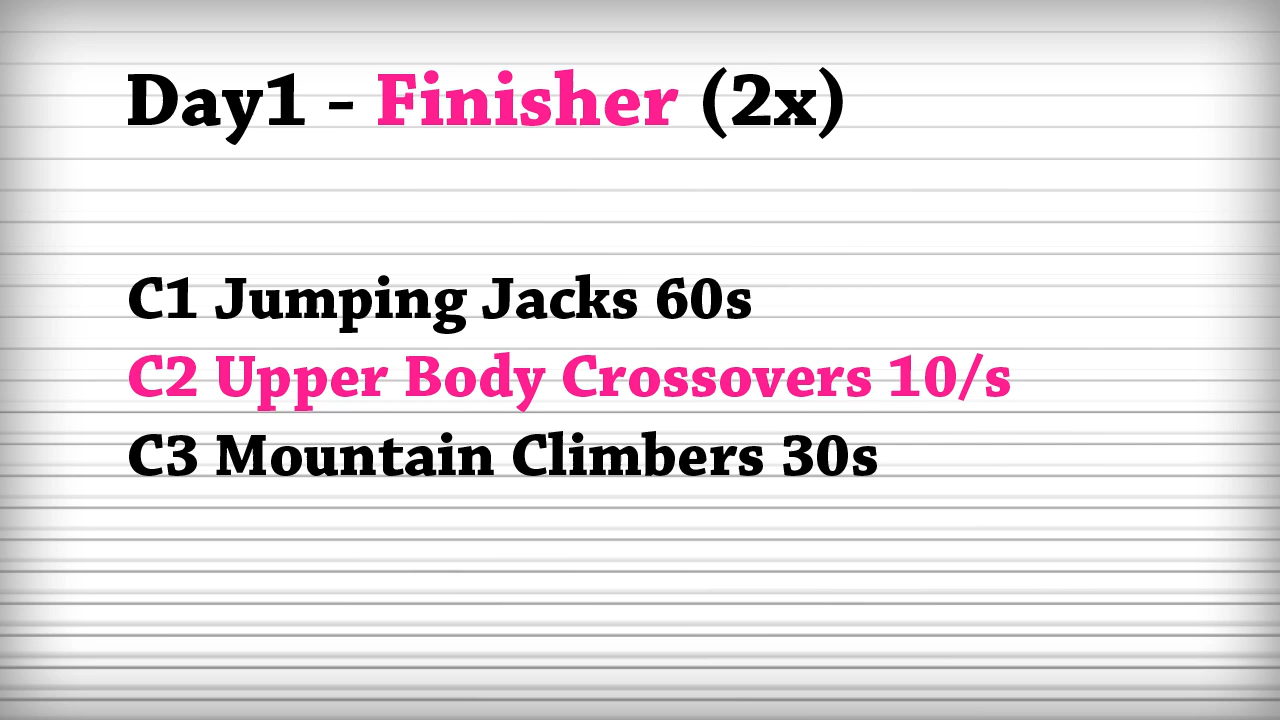 Day1 - Finisher (2x)
C1 Jumping Jacks 60s
C2 Upper Body Crossovers 10/s
C3 Mountain Climbers 30s